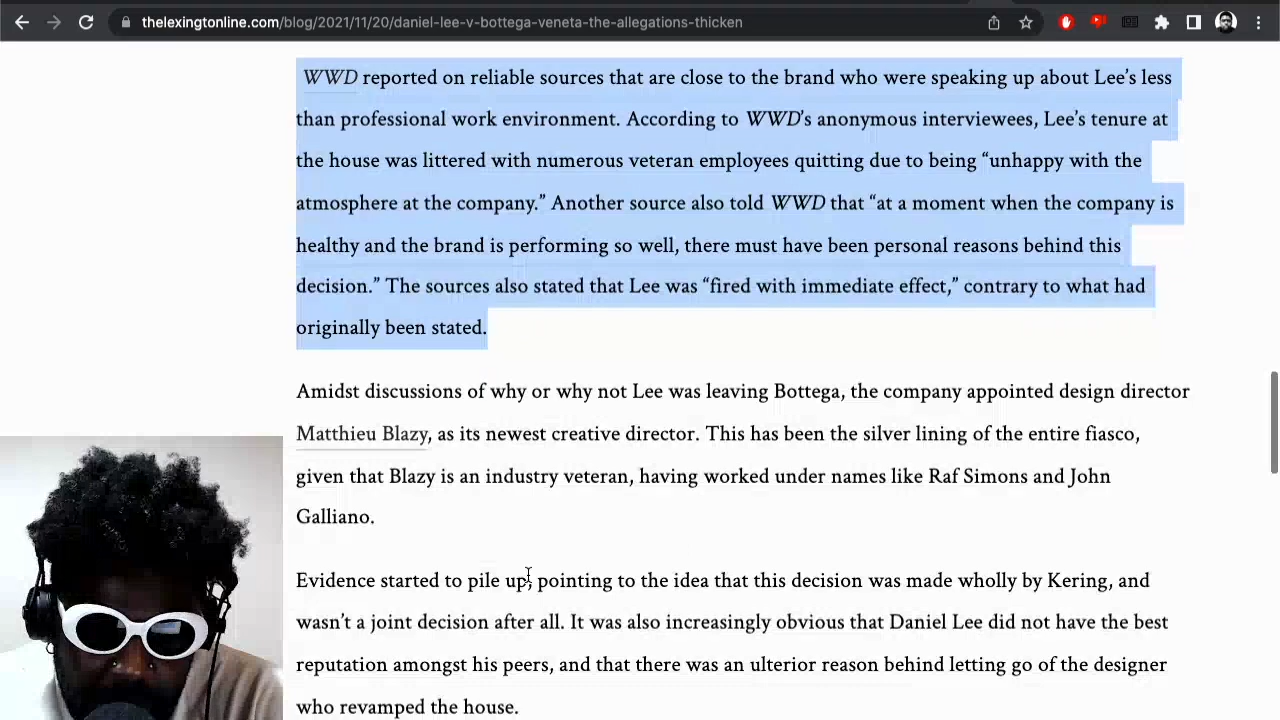 thelexingtonline.com/blog/2021/11/20/daniel-lee-v-bottega-veneta-the-allegations-thicken
WWD reported on reliable sources that are close to the brand who were speaking up about Lee’s less
than professional work environment. According to WWD’s anonymous interviewees, Lee’s tenure at
the house was littered with numerous veteran employees quitting due to being “unhappy with the
atmosphere at the company.” Another source also told WWD that “at a moment when the company is
healthy and the brand is performing so well, there must have been personal reasons behind this
decision.” The sources also stated that Lee was “fired with immediate effect,” contrary to what had
originally been stated.
Amidst discussions of why or why not Lee was leaving Bottega, the company appointed design director
Matthieu Blazy, as its newest creative director. This has been the silver lining of the entire fiasco,
given that Blazy is an industry veteran, having worked under names like Raf Simons and John
Galliano.
Evidence started to pile up, pointing to the idea that this decision was made wholly by Kering, and
wasn’t a joint decision after all. It was also increasingly obvious that Daniel Lee did not have the best
reputation amongst his peers, and that there was an ulterior reason behind letting go of the designer
who revamped the house.